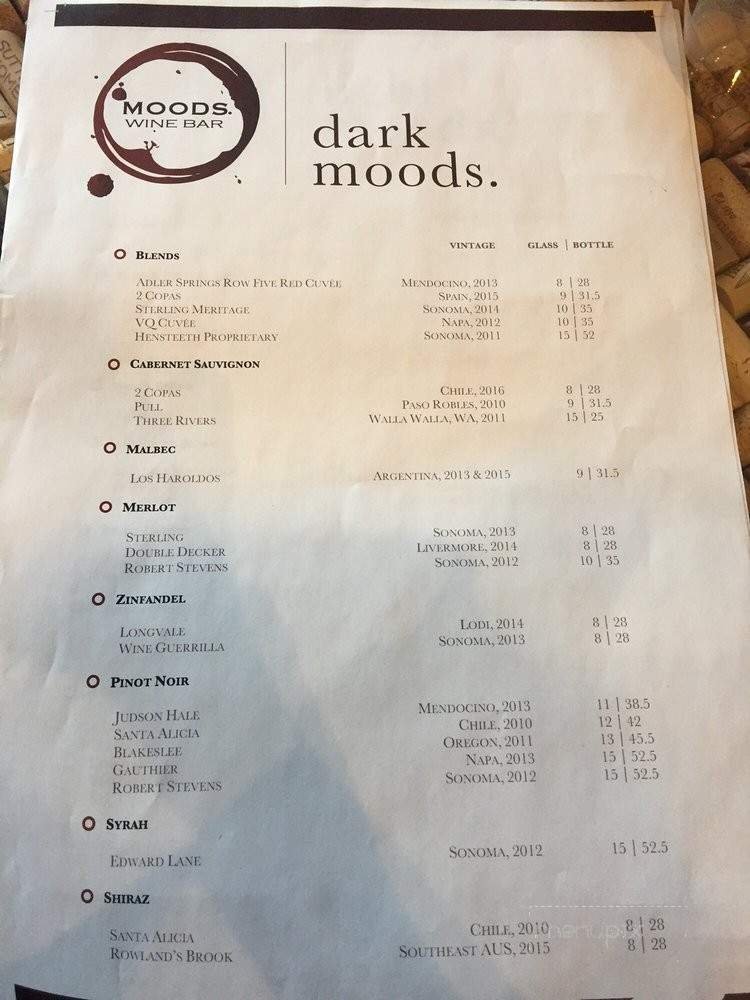 MOODS.
WINE BAR
dark
moods.
VINTAGE GLASS | BOTTLE
BLENDS
ADLER SPRINGS ROW FIVE RED CUVÉE MENDOCINO, 2013 8 | 28
2 COPAS SPAIN, 2015 9 | 31.5
STERLING MERITAGE SONOMA, 2014 10 | 35
VQ CUVÉE NAPA, 2012 10 | 35
HENSTEETH PROPRIETARY SONOMA, 2011 15 | 52
CABERNET SAUVIGNON
2 COPAS CHILE, 2016 8 | 28
PULL PASO ROBLES, 2010 9 | 31.5
THREE RIVERS WALLA WALLA, WA, 2011 15 | 25
MALBEC
LOS HAROLDOS ARGENTINA, 2013 & 2015 9 | 31.5
MERLOT
STERLING SONOMA, 2013 8 | 28
DOUBLE DECKER LIVERMORE, 2014 8 | 28
ROBERT STEVENS SONOMA, 2012 10 | 35
ZINFANDEL
LONGVALE LODI, 2014 8 | 28
WINE GUERRILLA SONOMA, 2013 8 | 28
PINOT NOIR
JUDSON HALE MENDOCINO, 2013 11 | 38.5
SANTA ALICIA CHILE, 2010 12 | 42
BLAKESLEE OREGON, 2011 13 | 45.5
GAUTHIER NAPA, 2013 15 | 52.5
ROBERT STEVENS SONOMA, 2012 15 | 52.5
SYRAH
EDWARD LANE SONOMA, 2012 15 | 52.5
SHIRAZ
SANTA ALICIA CHILE, 2010 8 | 28
ROWLAND'S BROOK SOUTHEAST AUS, 2015 8 | 28